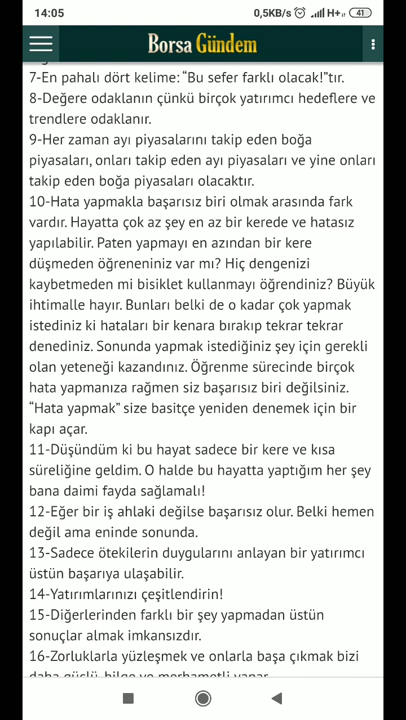 14:05 0,5KB/s H+ 41
Borsa Gündem
7-En pahalı dört kelime: “Bu sefer farklı olacak!”tır.
8-Değere odaklanın çünkü birçok yatırımcı hedeflere ve
trendlere odaklanır.
9-Her zaman ayı piyasalarını takip eden boğa
piyasaları, onları takip eden ayı piyasaları ve yine onları
takip eden boğa piyasaları olacaktır.
10-Hata yapmakla başarısız biri olmak arasında fark
vardır. Hayatta çok az şey en az bir kerede ve hatasız
yapılabilir. Paten yapmayı en azından bir kere
düşmeden öğreneniniz var mı? Hiç dengenizi
kaybetmeden mi bisiklet kullanmayı öğrendiniz? Büyük
ihtimalle hayır. Bunları belki de o kadar çok yapmak
istediniz ki hataları bir kenara bırakıp tekrar tekrar
denediniz. Sonunda yapmak istediğiniz şey için gerekli
olan yeteneği kazandınız. Öğrenme sürecinde birçok
hata yapmanıza rağmen siz başarısız biri değilsiniz.
“Hata yapmak” size basitçe yeniden denemek için bir
kapı açar.
11-Düşündüm ki bu hayat sadece bir kere ve kısa
süreliğine geldim. O halde bu hayatta yaptığım her şey
bana daimi fayda sağlamalı!
12-Eğer bir iş ahlaki değilse başarısız olur. Belki hemen
değil ama eninde sonunda.
13-Sadece ötekilerin duygularını anlayan bir yatırımcı
üstün başarıya ulaşabilir.
14-Yatırımlarınızı çeşitlendirin!
15-Diğerlerinden farklı bir şey yapmadan üstün
sonuçlar almak imkansızdır.
16-Zorluklarla yüzleşmek ve onlarla başa çıkmak bizi
daha güçlü, bilge ve merhametli yapar.